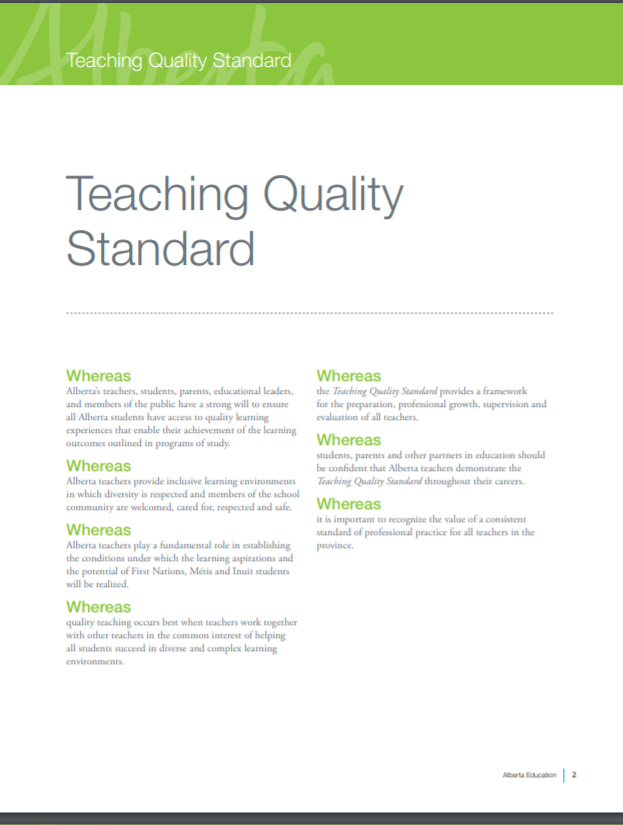 Alberta
Teaching Quality Standard
Teaching Quality
Standard
Whereas
Alberta's teachers, students, parents, educational leaders,
and members of the public have a strong will to ensure
all Alberta students have access to quality learning
experiences that enable their achievement of the learning
outcomes outlined in programs of study.
Whereas
Alberta teachers provide inclusive learning environments
in which diversity is respected and members of the school
community are welcomed, cared for, respected and safe.
Whereas
Alberta teachers play a fundamental role in establishing
the conditions under which the learning aspirations and
the potential of First Nations, Métis and Inuit students
will be realized.
Whereas
quality teaching occurs best when teachers work together
with other teachers in the common interest of helping
all students succeed in diverse and complex learning
environments.
Whereas
the Teaching Quality Standard provides a framework
for the preparation, professional growth, supervision and
evaluation of all teachers.
Whereas
students, parents and other partners in education should
be confident that Alberta teachers demonstrate the
Teaching Quality Standard throughout their careers.
Whereas
it is important to recognize the value of a consistent
standard of professional practice for all teachers in the
province.
Alberta Education 2